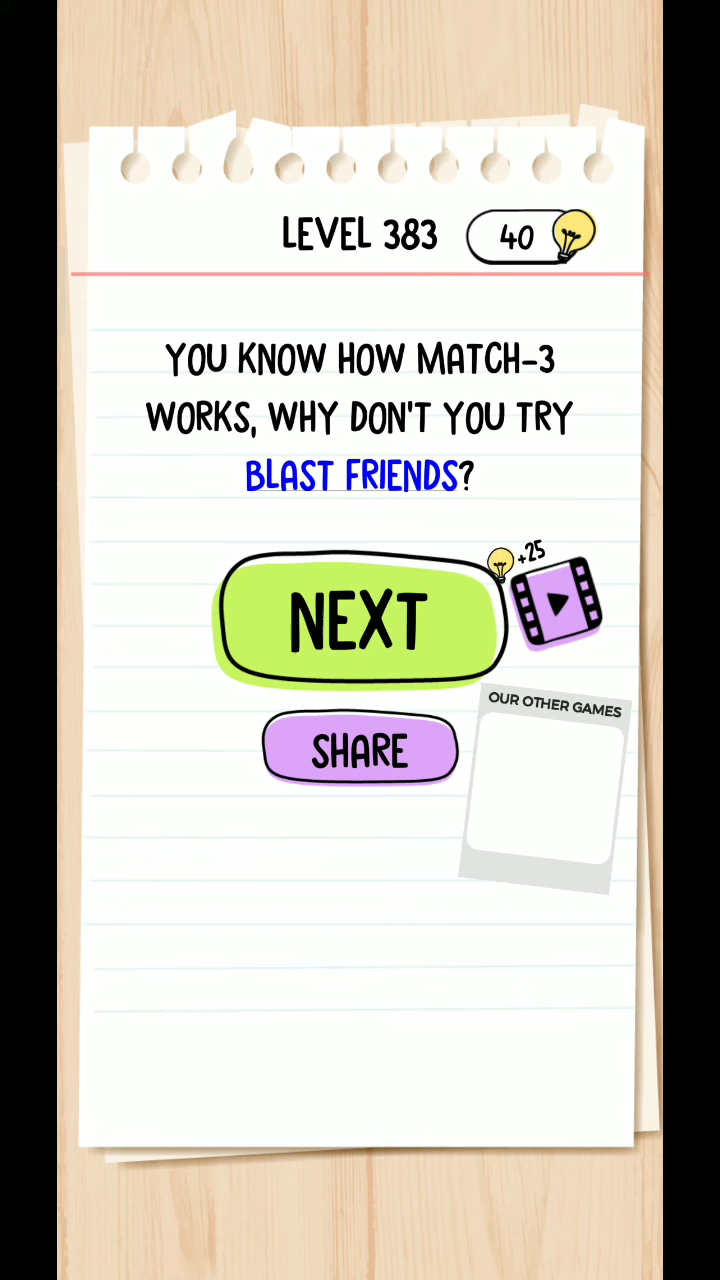 LEVEL 383
40
YOU KNOW HOW MATCH-3
WORKS, WHY DON'T YOU TRY
BLAST FRIENDS?
+25
NEXT
OUR OTHER GAMES
SHARE